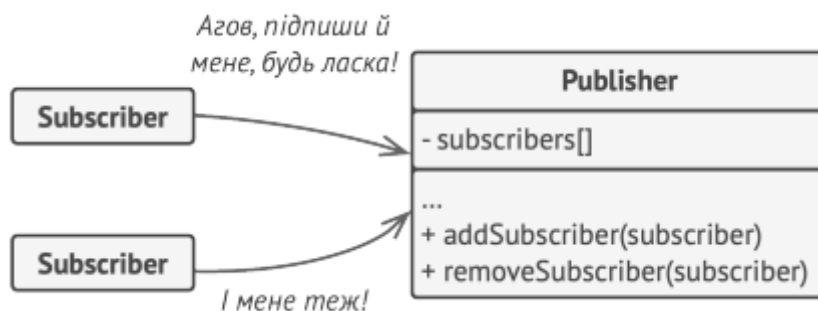 Агов, підпиши й
мене, будь ласка!
Subscriber
Publisher
- subscribers[]
...
+ addSubscriber(subscriber)
+ removeSubscriber(subscriber)
Subscriber
І мене теж!